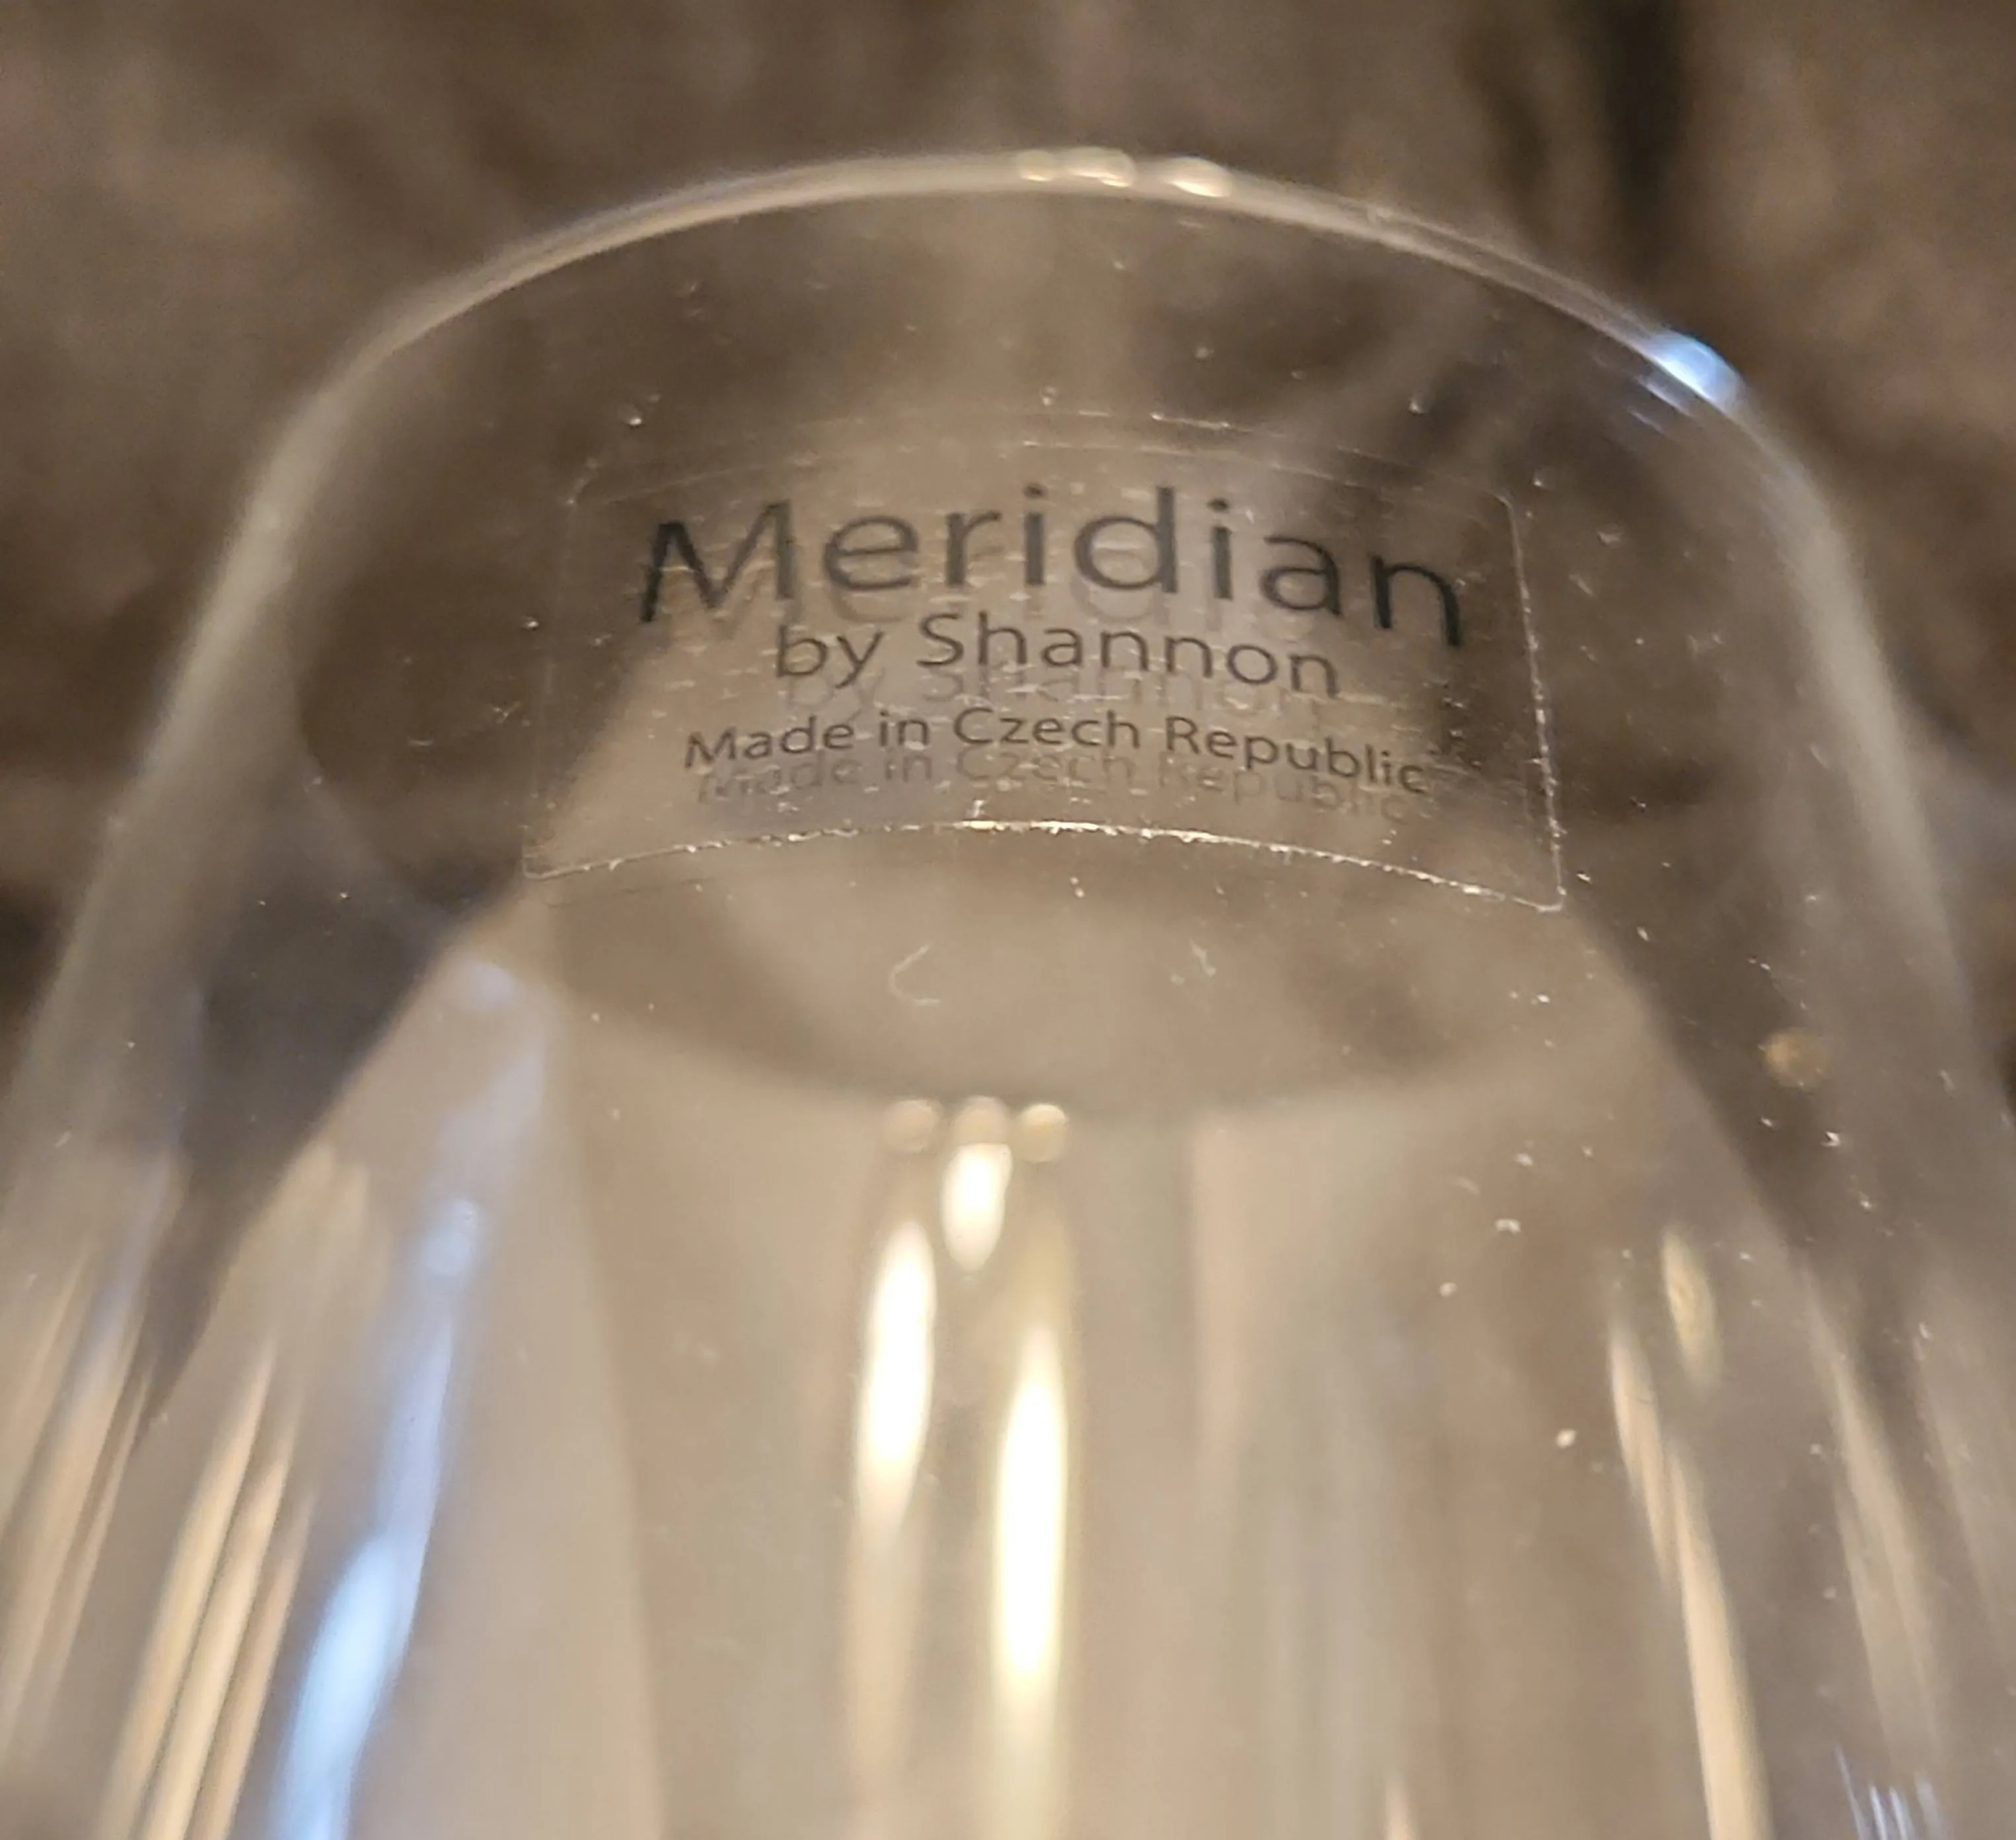 Meridian
by Shannon
Made in Czech Republic